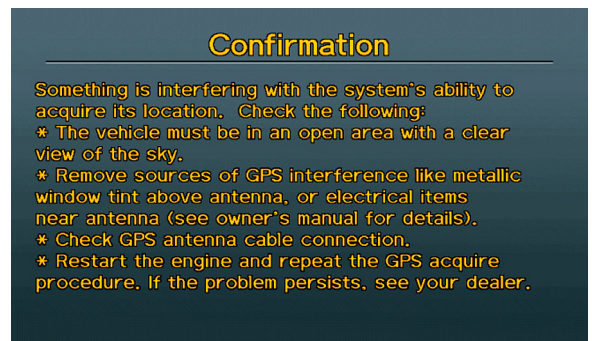 Confirmation
Something is interfering with the system's ability to
acquire its location.  Check the following:
* The vehicle must be in an open area with a clear
view of the sky.
* Remove sources of GPS interference like metallic
window tint above antenna, or electrical items
near antenna (see owner's manual for details).
* Check GPS antenna cable connection.
* Restart the engine and repeat the GPS acquire
procedure. If the problem persists, see your dealer.